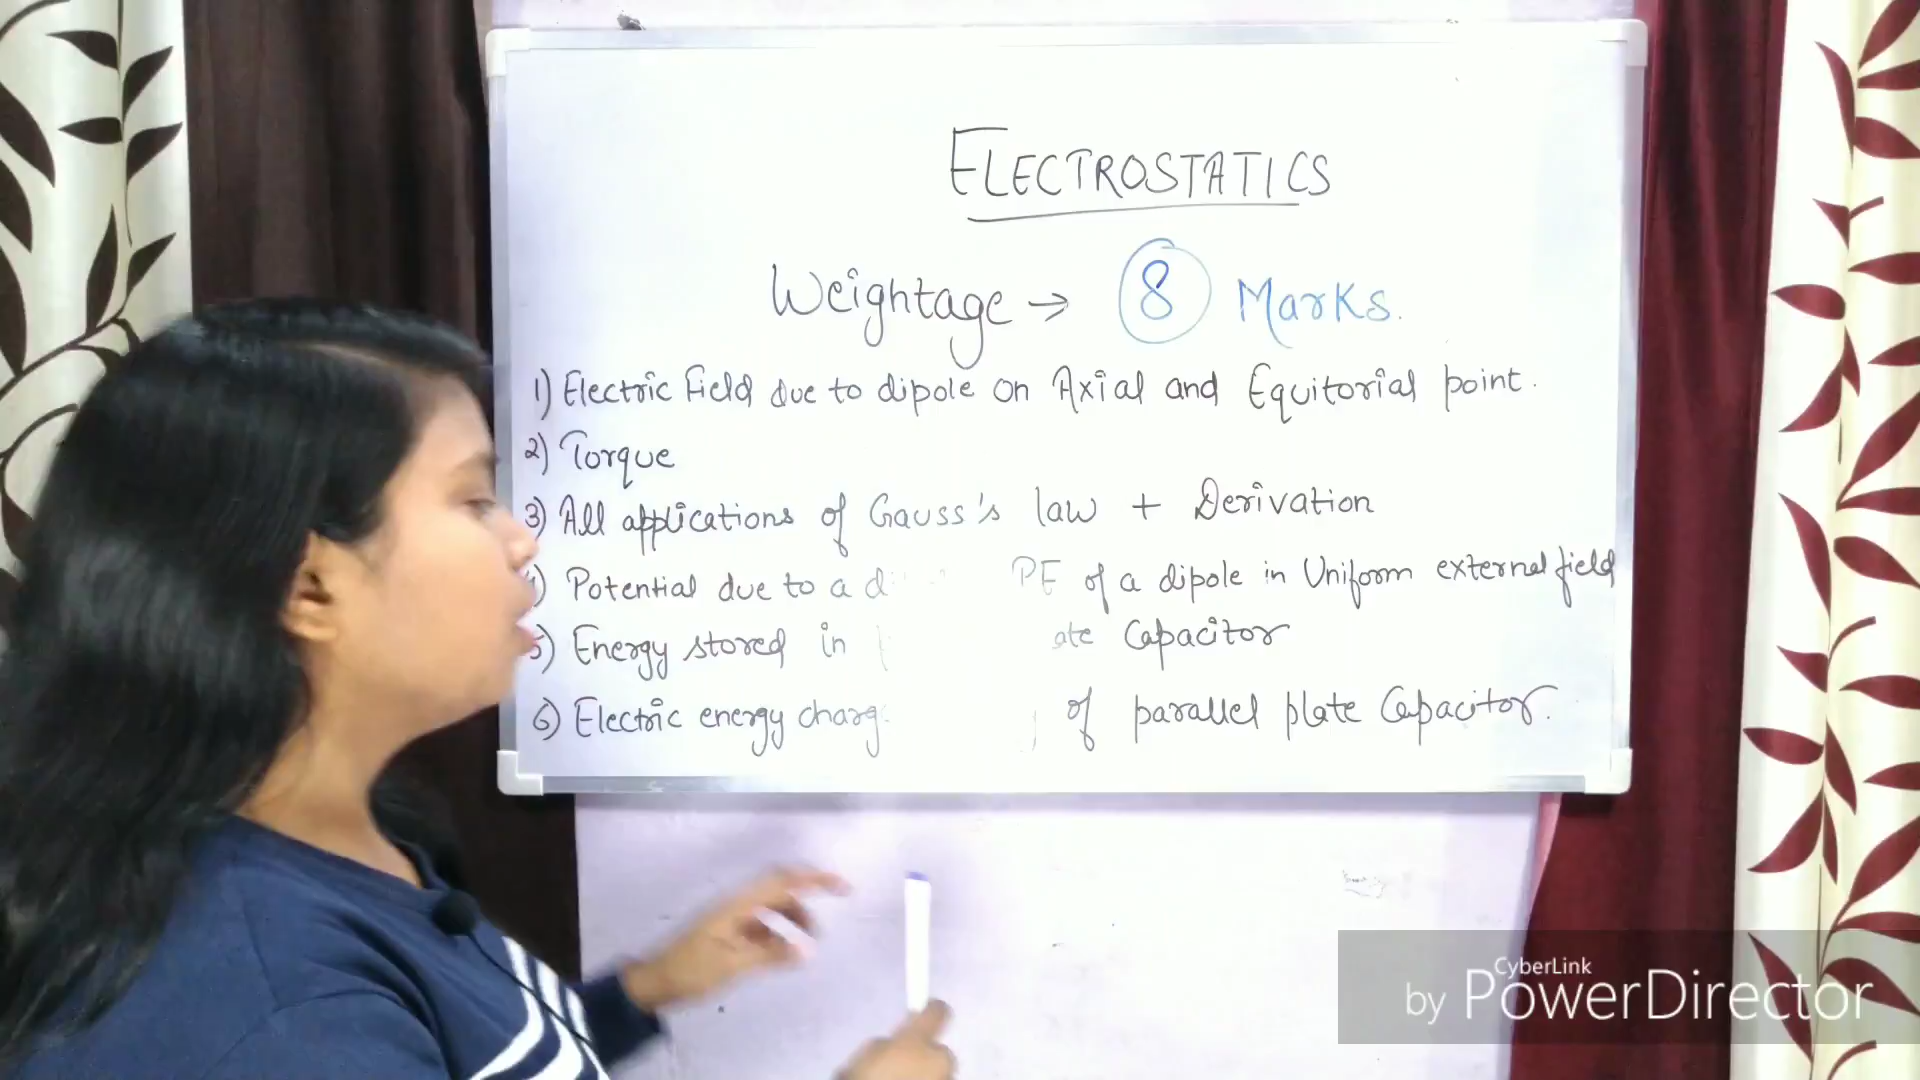 ELECTROSTATICS
Weightage → 8 Marks.
1) Electric Field due to dipole on Axial and Equitorial point.
2) Torque
3) All applications of Gauss's law + Derivation
Potential due to a PE of a dipole in Uniform external field
5) Energy stored in Capacitor
6) Electric energy of parallel plate Capacitor.
CyberLink
by PowerDirector